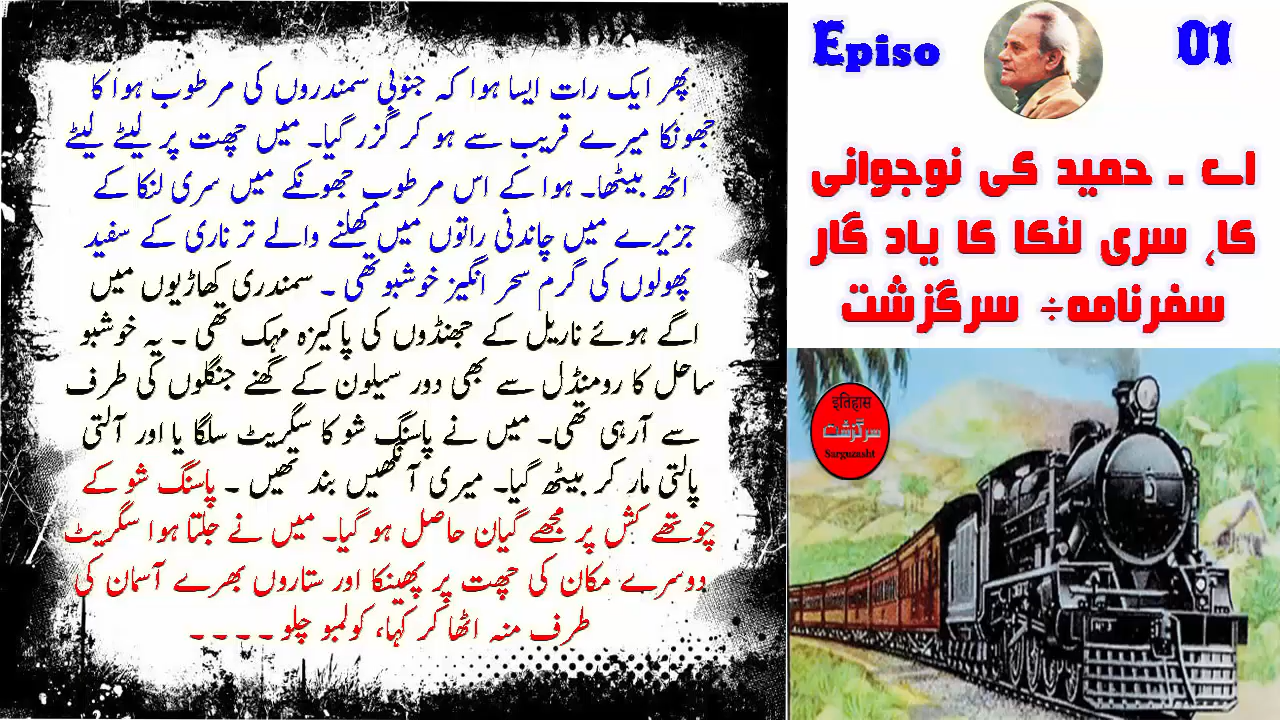 پھر ایک رات ایسا ہوا کہ جنوبی سمندروں کی مرطوب ہوا کا
جھونکا میرے قریب سے ہو کر گزر گیا۔ میں چھت پر لیٹے لیٹے
اٹھ بیٹھا۔ ہوا کے اس مرطوب جھونکے میں سری لنکا کے
جزیرے میں چاندنی راتوں میں کھلنے والے تر ناری کے سفید
پھولوں کی گرم سحر انگیز خوشبو تھی ۔ سمندری کھاڑیوں میں
اگے ہوئے ناریل کے جھنڈوں کی پاکیزہ مہک تھی ۔ یہ خوشبو
ساحل کارومنڈل سے بھی دور سیلون کے گھنے جنگلوں کی طرف
سے آرہی تھی۔ میں نے پاسنگ شو کا سگریٹ سلگا یا اور آلتی
پالتی مار کر بیٹھ گیا۔ میری آنکھیں بند تھیں ۔ پاسنگ شو کے
چوتھے کش پر مجھے گیان حاصل ہو گیا۔ میں نے جلتا ہوا سگریٹ
دوسرے مکان کی چھت پر پھینکا اور ستاروں بھرے آسمان کی
طرف منہ اٹھا کر کہا، کولمبو چلو ۔ ۔ ۔ ۔
Episo 01
اے ۔ حمید کی نوجوانی
کا، سری لنکا کا یاد گار
سفرنامہ÷ سرگزشت
इतिहास
سرگزشت
Sarguzasht